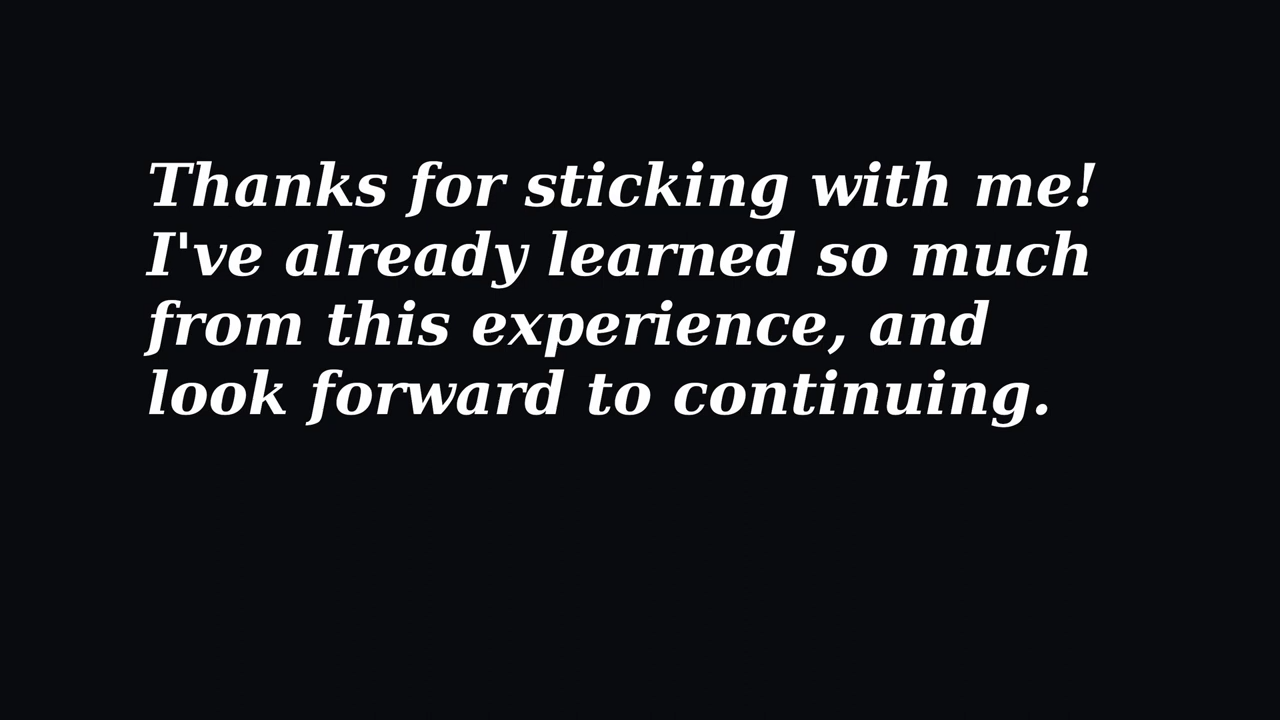 Thanks for sticking with me!
I've already learned so much
from this experience, and
look forward to continuing.